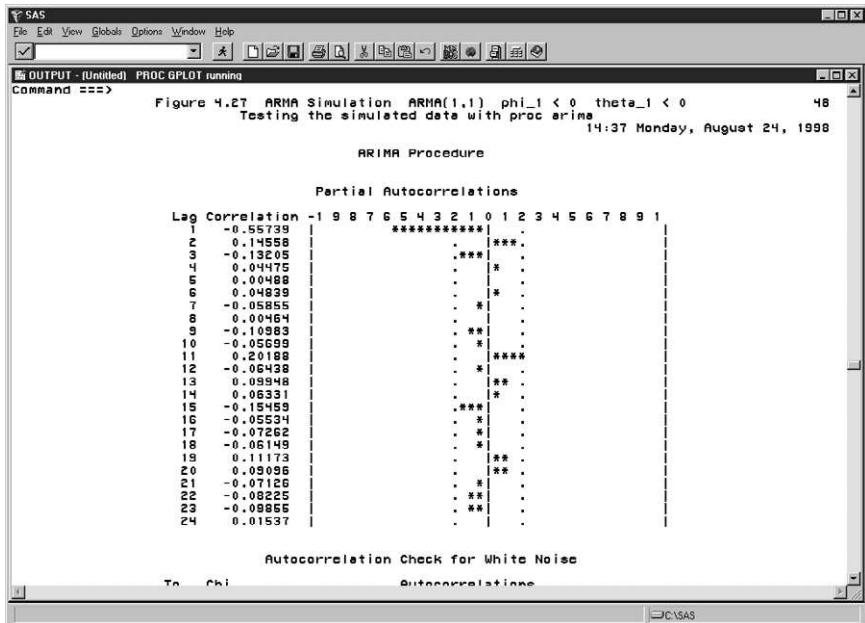 SAS
File Edit View Globals Options Window Help
OUTPUT - (Untitled) PROC GPLOT running
Command ===>
Figure 4.27 ARMA Simulation ARMA(1,1) phi_1 < 0 theta_1 < 0 48
Testing the simulated data with proc arima
14:37 Monday, August 24, 1998
ARIMA Procedure
Partial Autocorrelations
Lag Correlation -1 9 8 7 6 5 4 3 2 1 0 1 2 3 4 5 6 7 8 9 1
1 -0.55739 | ***********| . |
2 0.14558 | . |***. |
3 -0.13205 | .***| . |
4 0.04475 | . |* . |
5 0.00488 | . | . |
6 0.04839 | . |* . |
7 -0.05855 | . *| . |
8 0.00464 | . | . |
9 -0.10983 | . **| . |
10 -0.05699 | . *| . |
11 0.20188 | . |**** |
12 -0.06438 | . *| . |
13 0.09948 | . |** . |
14 0.06331 | . |* . |
15 -0.15459 | .***| . |
16 -0.05534 | . *| . |
17 -0.07262 | . *| . |
18 -0.06149 | . *| . |
19 0.11173 | . |** . |
20 0.09096 | . |** . |
21 -0.07126 | . *| . |
22 -0.08225 | . **| . |
23 -0.09855 | . **| . |
24 0.01537 | . | . |
Autocorrelation Check for White Noise
To Chi Autocorrelations
C:\SAS